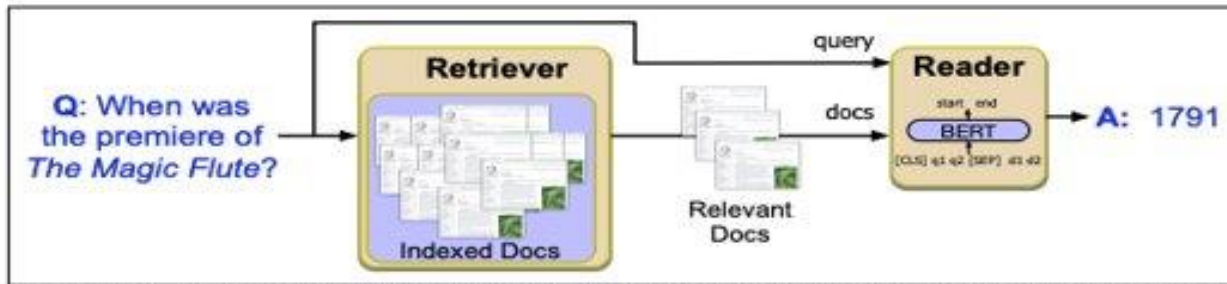 Q: When was
the premiere of
The Magic Flute?
Retriever
Indexed Docs
query
docs
Relevant
Docs
Reader
start end
BERT
[CLS] q1 q2 [SEP] d1 d2
A: 1791